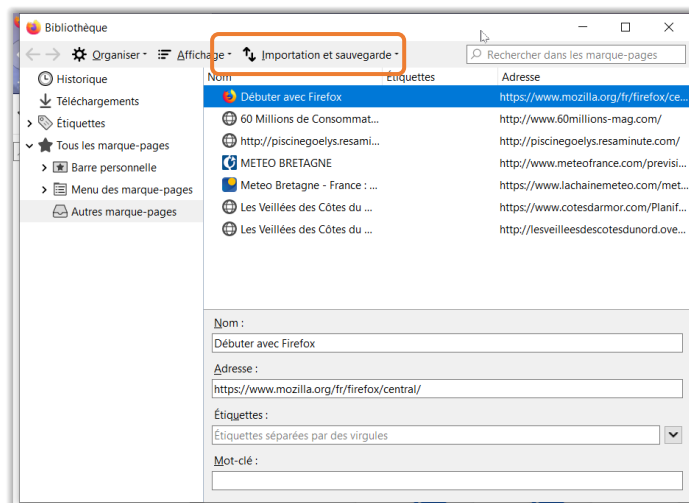 Bibliothèque
Organiser Affichage Importation et sauvegarde Rechercher dans les marque-pages
Historique
Téléchargements
Étiquettes
Tous les marque-pages
Barre personnelle
Menu des marque-pages
Autres marque-pages
Nom Étiquettes Adresse
Débuter avec Firefox https://www.mozilla.org/fr/firefox/ce...
60 Millions de Consommat... http://www.60millions-mag.com/
http://piscinegoelys.resami... http://piscinegoelys.resaminute.com/
METEO BRETAGNE http://www.meteofrance.com/previsi...
Meteo Bretagne - France : ... https://www.lachainemeteo.com/met...
Les Veillées des Côtes du ... https://www.cotesdarmor.com/Planif...
Les Veillées des Côtes du ... http://lesveilleesdescotesdunord.ove...
Nom :
Débuter avec Firefox
Adresse :
https://www.mozilla.org/fr/firefox/central/
Étiquettes :
Étiquettes séparées par des virgules
Mot-clé :